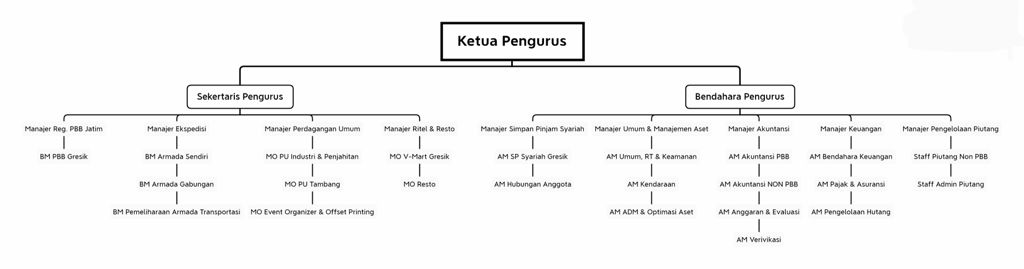 Ketua Pengurus
Sekertaris Pengurus
Bendahara Pengurus
Manajer Reg. PBB Jatim
Manajer Ekspedisi
Manajer Perdagangan Umum
Manajer Ritel & Resto
Manajer Simpan Pinjam Syariah
Manajer Umum & Manajemen Aset
Manajer Akuntansi
Manajer Keuangan
Manajer Pengelolaan Piutang
BM PBB Gresik
BM Armada Sendiri
MO PU Industri & Penjahitan
MO V-Mart Gresik
AM SP Syariah Gresik
AM Umum, RT & Keamanan
AM Akuntansi PBB
AM Bendahara Keuangan
Staff Piutang Non PBB
BM Armada Gabungan
MO PU Tambang
MO Resto
AM Hubungan Anggota
AM Kendaraan
AM Akuntansi NON PBB
AM Pajak & Asuransi
Staff Admin Piutang
BM Pemeliharaan Armada Transportasi
MO Event Organizer & Offset Printing
AM ADM & Optimasi Aset
AM Anggaran & Evaluasi
AM Pengelolaan Hutang
AM Verivikasi